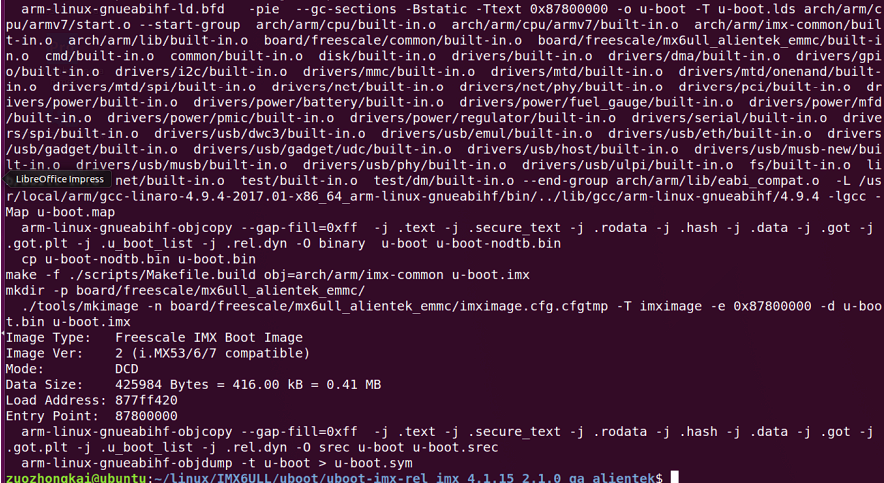 arm-linux-gnueabihf-ld.bfd   -pie  --gc-sections -Bstatic -Ttext 0x87800000 -o u-boot -T u-boot.lds arch/arm/c
pu/armv7/start.o --start-group  arch/arm/cpu/built-in.o  arch/arm/cpu/armv7/built-in.o  arch/arm/imx-common/buil
t-in.o  arch/arm/lib/built-in.o  board/freescale/common/built-in.o  board/freescale/mx6ull_alientek_emmc/built-i
n.o  cmd/built-in.o  common/built-in.o  disk/built-in.o  drivers/built-in.o  drivers/dma/built-in.o  drivers/gpi
o/built-in.o  drivers/i2c/built-in.o  drivers/mmc/built-in.o  drivers/mtd/built-in.o  drivers/mtd/onenand/built-
in.o  drivers/mtd/spi/built-in.o  drivers/net/built-in.o  drivers/net/phy/built-in.o  drivers/pci/built-in.o  dr
ivers/power/built-in.o  drivers/power/battery/built-in.o  drivers/power/fuel_gauge/built-in.o  drivers/power/mfd
/built-in.o  drivers/power/pmic/built-in.o  drivers/power/regulator/built-in.o  drivers/serial/built-in.o  drive
rs/spi/built-in.o  drivers/usb/dwc3/built-in.o  drivers/usb/emul/built-in.o  drivers/usb/eth/built-in.o  drivers
/usb/gadget/built-in.o  drivers/usb/gadget/udc/built-in.o  drivers/usb/host/built-in.o  drivers/usb/musb-new/bui
lt-in.o  drivers/usb/musb/built-in.o  drivers/usb/phy/built-in.o  drivers/usb/ulpi/built-in.o  fs/built-in.o  li
LibreOffice Impress
net/built-in.o  test/built-in.o  test/dm/built-in.o --end-group arch/arm/lib/eabi_compat.o  -L /us
r/local/arm/gcc-linaro-4.9.4-2017.01-x86_64_arm-linux-gnueabihf/bin/../lib/gcc/arm-linux-gnueabihf/4.9.4 -lgcc -
Map u-boot.map
arm-linux-gnueabihf-objcopy --gap-fill=0xff  -j .text -j .secure_text -j .rodata -j .hash -j .data -j .got -j
.got.plt -j .u_boot_list -j .rel.dyn -O binary  u-boot u-boot-nodtb.bin
cp u-boot-nodtb.bin u-boot.bin
make -f ./scripts/Makefile.build obj=arch/arm/imx-common u-boot.imx
mkdir -p board/freescale/mx6ull_alientek_emmc/
./tools/mkimage -n board/freescale/mx6ull_alientek_emmc/imximage.cfg.cfgtmp -T imximage -e 0x87800000 -d u-boo
t.bin u-boot.imx
Image Type:   Freescale IMX Boot Image
Image Ver:    2 (i.MX53/6/7 compatible)
Mode:         DCD
Data Size:    425984 Bytes = 416.00 kB = 0.41 MB
Load Address: 877ff420
Entry Point:  87800000
arm-linux-gnueabihf-objcopy --gap-fill=0xff  -j .text -j .secure_text -j .rodata -j .hash -j .data -j .got -j
.got.plt -j .u_boot_list -j .rel.dyn -O srec u-boot u-boot.srec
arm-linux-gnueabihf-objdump -t u-boot > u-boot.sym
zuozhongkai@ubuntu:~/linux/IMX6ULL/uboot/uboot-imx-rel_imx_4.1.15_2.1.0_ga_alientek$